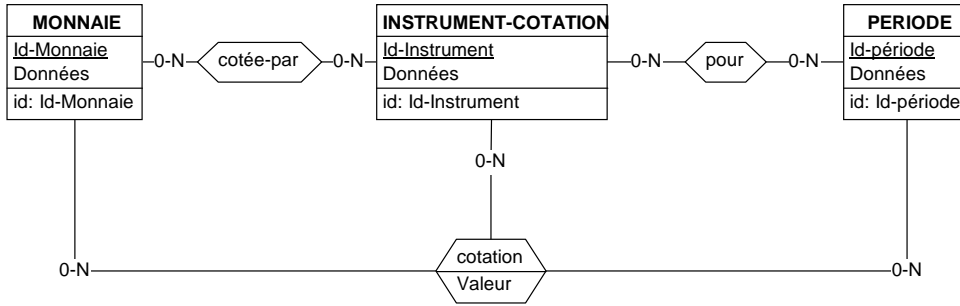 MONNAIE
Id-Monnaie
Données
id: Id-Monnaie
0-N
cotée-par
0-N
INSTRUMENT-COTATION
Id-Instrument
Données
id: Id-Instrument
0-N
pour
0-N
PERIODE
Id-période
Données
id: Id-période
0-N
0-N
cotation
Valeur
0-N